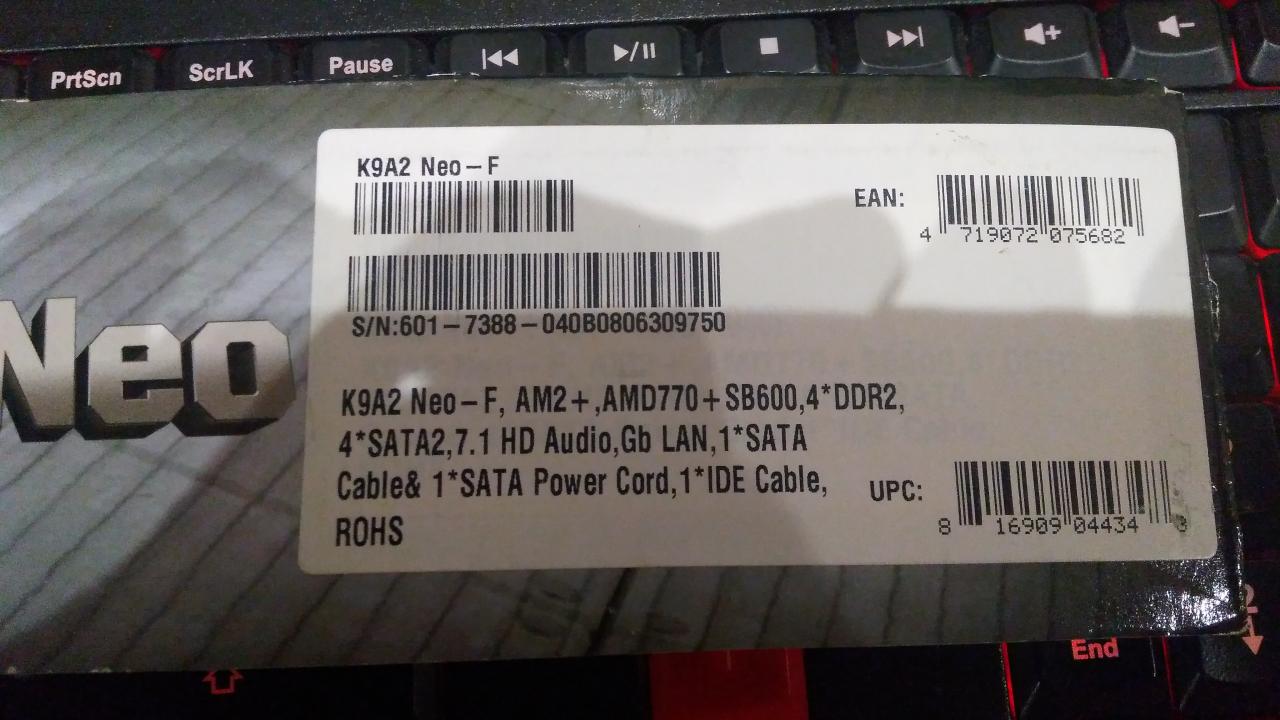 PrtScn ScrLK Pause
K9A2 Neo-F
EAN:
4 719072 075682
S/N:601-7388-040B0806309750
Neo
K9A2 Neo-F, AM2+,AMD770+SB600,4*DDR2,
4*SATA2,7.1 HD Audio,Gb LAN,1*SATA
Cable& 1*SATA Power Cord,1*IDE Cable,
ROHS
UPC:
8 16909 04434
2
End